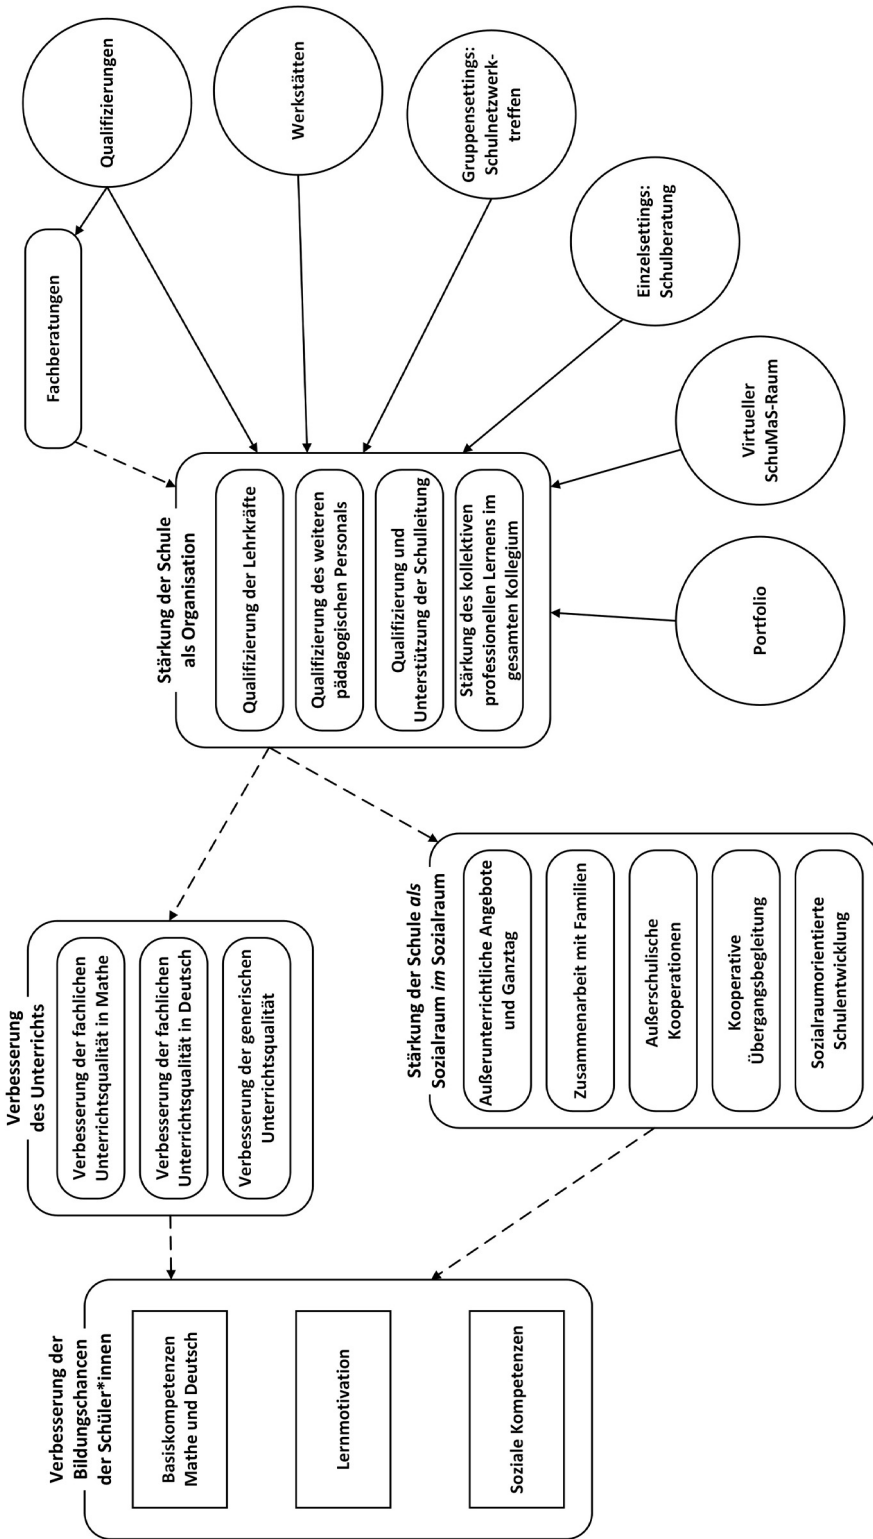 Verbesserung der
Bildungschancen
der Schüler*innen
Basiskompetenzen
Mathe und Deutsch
Lernmotivation
Soziale Kompetenzen
Verbesserung
des Unterrichts
Verbesserung der fachlichen
Unterrichtsqualität in Mathe
Verbesserung der fachlichen
Unterrichtsqualität in Deutsch
Verbesserung der generischen
Unterrichtsqualität
Stärkung der Schule als
Sozialraum im Sozialraum
Außerunterrichtliche Angebote
und Ganztag
Zusammenarbeit mit Familien
Außerschulische
Kooperationen
Kooperative
Übergangsbegleitung
Sozialraumorientierte
Schulentwicklung
Stärkung der Schule
als Organisation
Qualifizierung der Lehrkräfte
Qualifizierung des weiteren
pädagogischen Personals
Qualifizierung und
Unterstützung der Schulleitung
Stärkung des kollektiven
professionellen Lernens im
gesamten Kollegium
Fachberatungen
Qualifizierungen
Werkstätten
Gruppensettings:
Schulnetzwerk-
treffen
Einzelsettings:
Schulberatung
Virtueller
SchuMaS-Raum
Portfolio